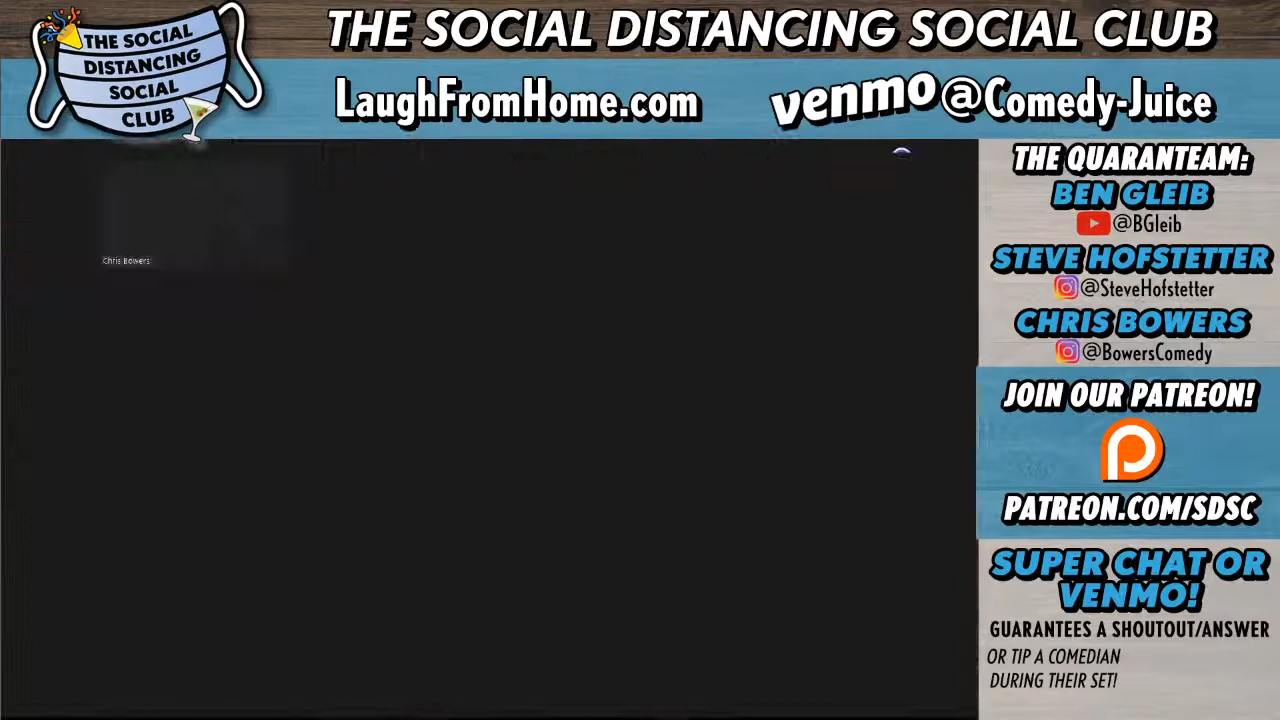 THE SOCIAL
DISTANCING
SOCIAL
CLUB
THE SOCIAL DISTANCING SOCIAL CLUB
LaughFromHome.com
venmo@Comedy-Juice
Chris Bowers
THE QUARANTEAM:
BEN GLEIB
@BGleib
STEVE HOFSTETTER
@SteveHofstetter
CHRIS BOWERS
@BowersComedy
JOIN OUR PATREON!
PATREON.COM/SDSC
SUPER CHAT OR
VENMO!
GUARANTEES A SHOUTOUT/ANSWER
OR TIP A COMEDIAN
DURING THEIR SET!